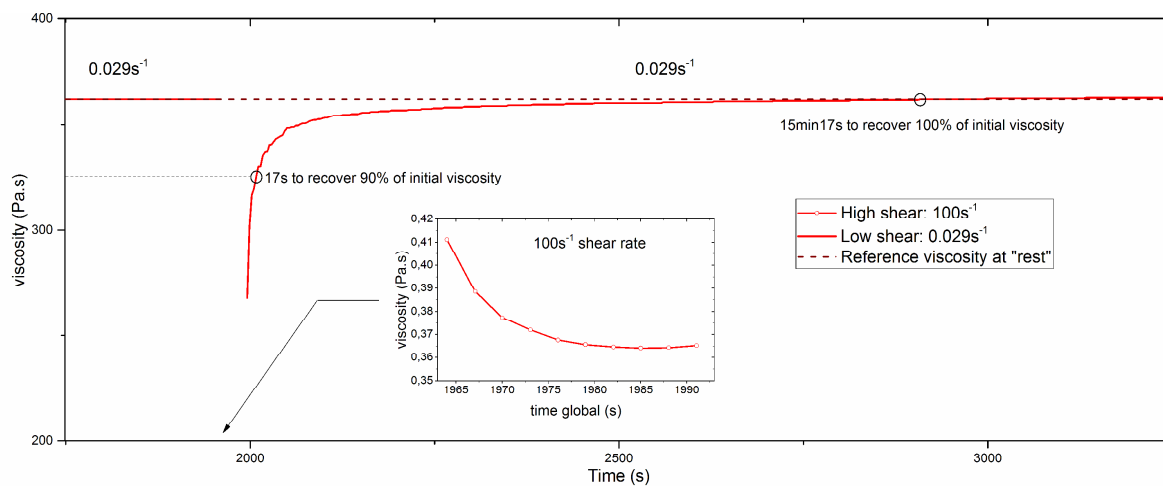 400
300
200
viscosity (Pa.s)
0.029s⁻¹
0.029s⁻¹
15min17s to recover 100% of initial viscosity
17s to recover 90% of initial viscosity
High shear: 100s⁻¹
Low shear: 0.029s⁻¹
Reference viscosity at "rest"
0,42
0,41
0,40
0,39
0,38
0,37
0,36
0,35
viscosity (Pa.s)
100s⁻¹ shear rate
1965 1970 1975 1980 1985 1990
time global (s)
2000 2500 3000
Time (s)